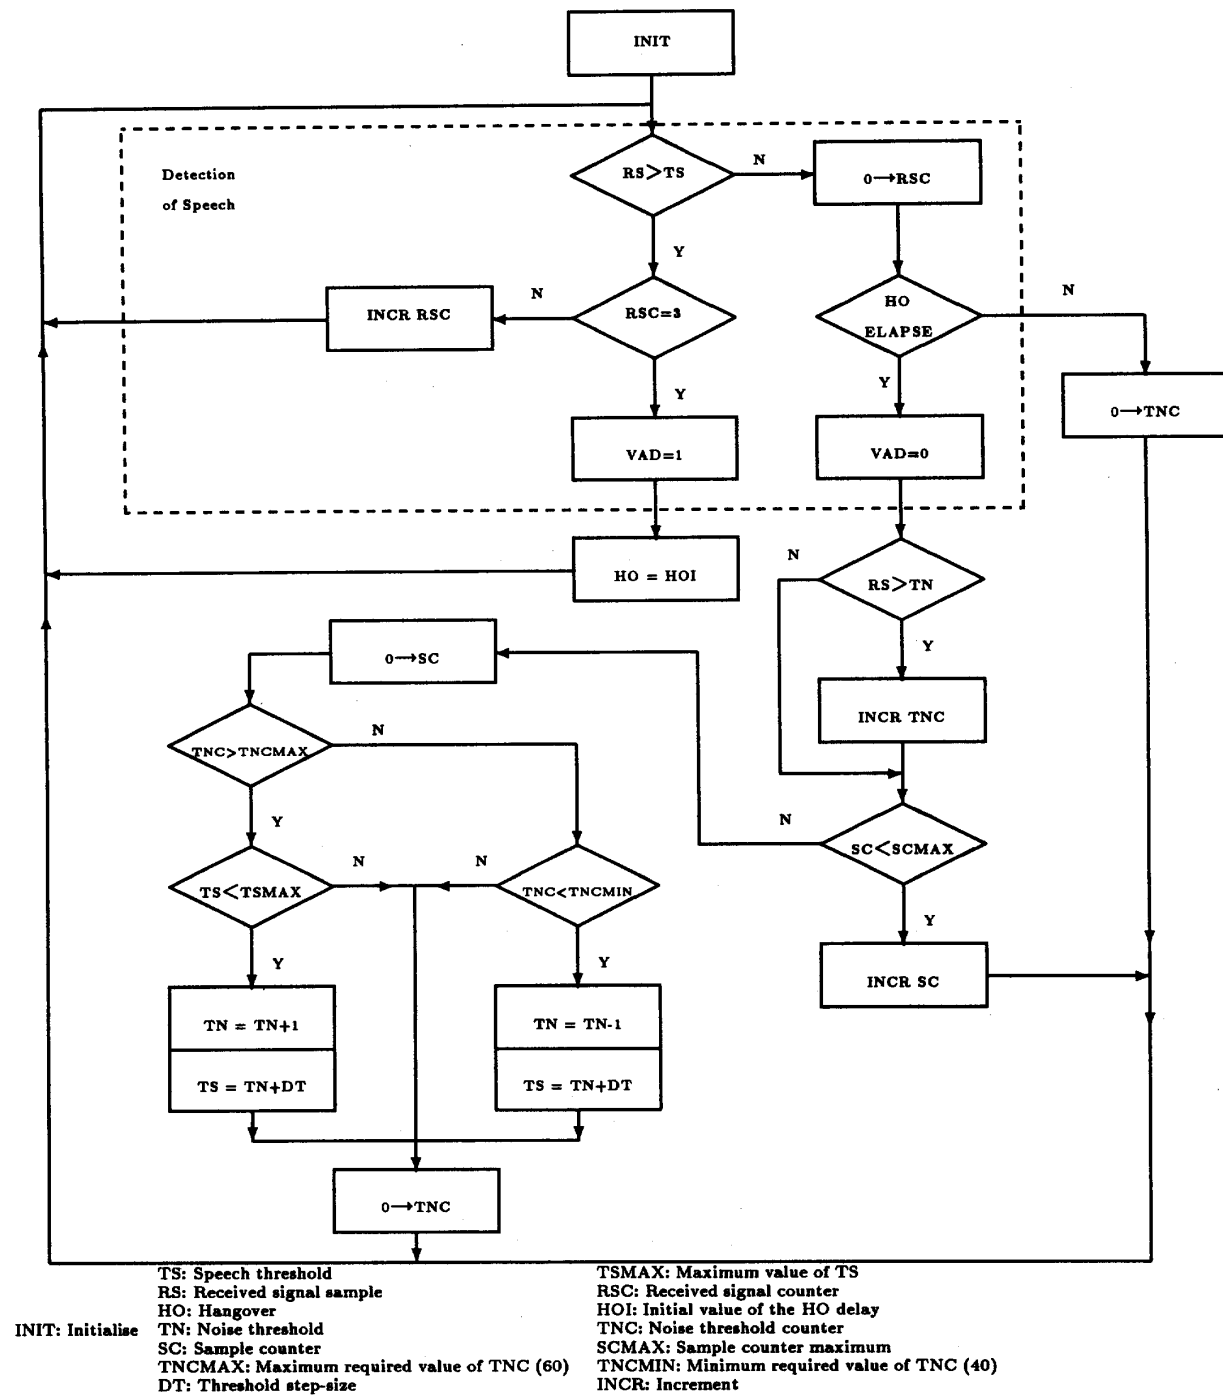 INIT
Detection
of Speech
RS>TS
N
0→RSC
Y
INCR RSC
N
RSC=3
HO
ELAPSE
N
Y
Y
0→TNC
VAD=1
VAD=0
HO = HOI
N
RS>TN
0→SC
Y
INCR TNC
TNC>TNCMAX
N
Y
N
SC<SCMAX
TS<TSMAX
N
N
TNC<TNCMIN
Y
INCR SC
Y
Y
TN = TN+1
TN = TN-1
TS = TN+DT
TS = TN+DT
0→TNC
TS: Speech threshold
TSMAX: Maximum value of TS
RS: Received signal sample
RSC: Received signal counter
HO: Hangover
HOI: Initial value of the HO delay
INIT: Initialise
TN: Noise threshold
TNC: Noise threshold counter
SC: Sample counter
SCMAX: Sample counter maximum
TNCMAX: Maximum required value of TNC (60)
TNCMIN: Minimum required value of TNC (40)
DT: Threshold step-size
INCR: Increment